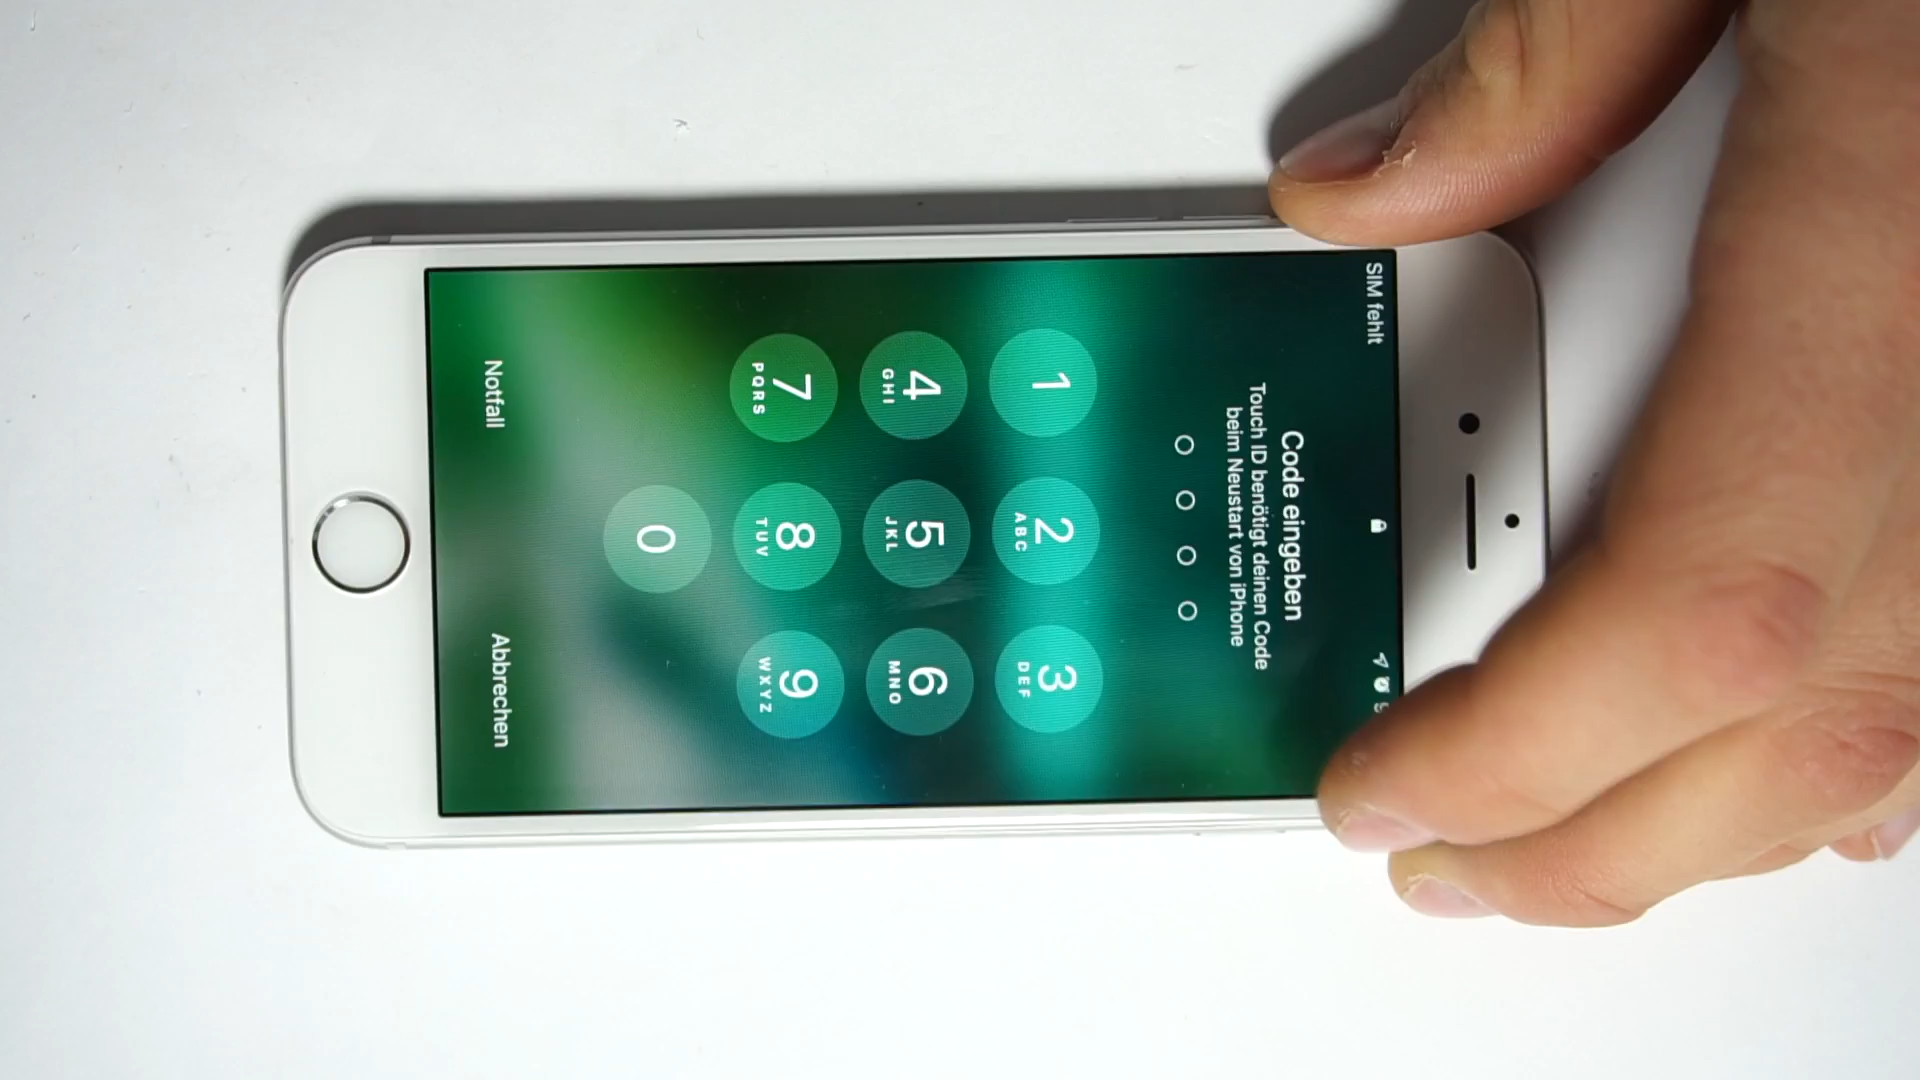 SIM fehlt
Code eingeben
Touch ID benötigt deinen Code
beim Neustart von iPhone
1
2
ABC
3
DEF
4
GHI
5
JKL
6
MNO
7
PQRS
8
TUV
9
WXYZ
0
Notfall
Abbrechen